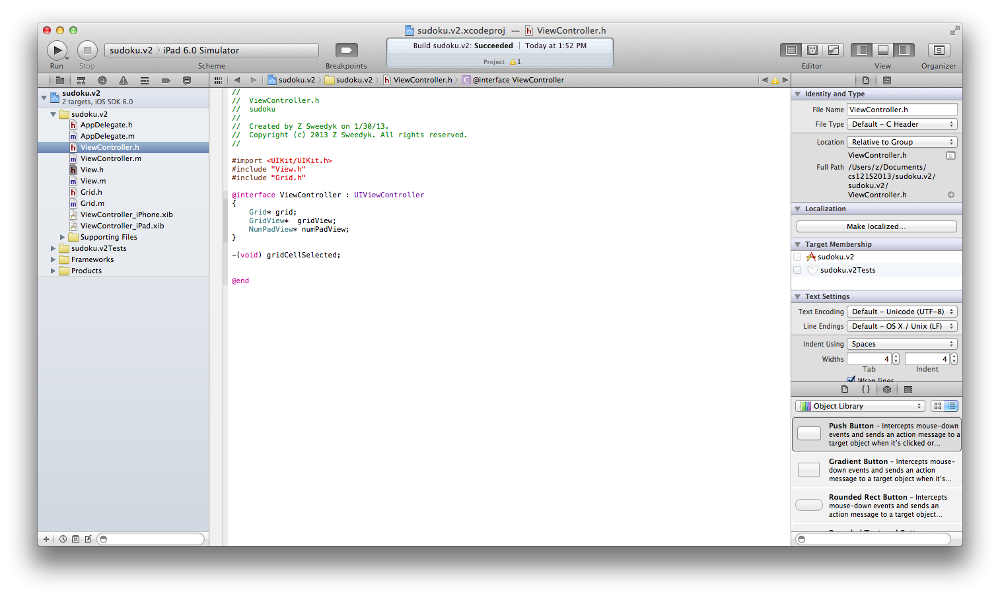 sudoku.v2.xcodeproj — ViewController.h
Run
Stop
sudoku.v2 〉 iPad 6.0 Simulator
Scheme
Breakpoints
Build sudoku.v2: Succeeded | Today at 1:52 PM
Project 1
Editor
View
Organizer
sudoku.v2 〉 sudoku.v2 〉 ViewController.h 〉 @interface ViewController
sudoku.v2
2 targets, iOS SDK 6.0
sudoku.v2
AppDelegate.h
AppDelegate.m
ViewController.h
ViewController.m
View.h
View.m
Grid.h
Grid.m
ViewController_iPhone.xib
ViewController_iPad.xib
Supporting Files
sudoku.v2Tests
Frameworks
Products
//
//  ViewController.h
//  sudoku
//
//  Created by Z Sweedyk on 1/30/13.
//  Copyright (c) 2013 Z Sweedyk. All rights reserved.
//
#import <UIKit/UIKit.h>
#include "View.h"
#include "Grid.h"
@interface ViewController : UIViewController
{
    Grid* grid;
    GridView*  gridView;
    NumPadView* numPadView;
}
-(void) gridCellSelected;
@end
Identity and Type
File Name ViewController.h
File Type Default – C Header
Location Relative to Group
ViewController.h
Full Path /Users/z/Documents/
cs121S2013/sudoku.v2/
sudoku.v2/
ViewController.h
Localization
Make localized...
Target Membership
sudoku.v2
sudoku.v2Tests
Text Settings
Text Encoding Default – Unicode (UTF-8)
Line Endings Default – OS X / Unix (LF)
Indent Using Spaces
Widths 4 4
Tab Indent
Wrap lines
{ }
Object Library
Push Button – Intercepts mouse-down
events and sends an action message to a
target object when it's clicked or...
Gradient Button – Intercepts mouse-
down events and sends an action
message to a target object when it's...
Rounded Rect Button – Intercepts
mouse-down events and sends an
action message to a target object...